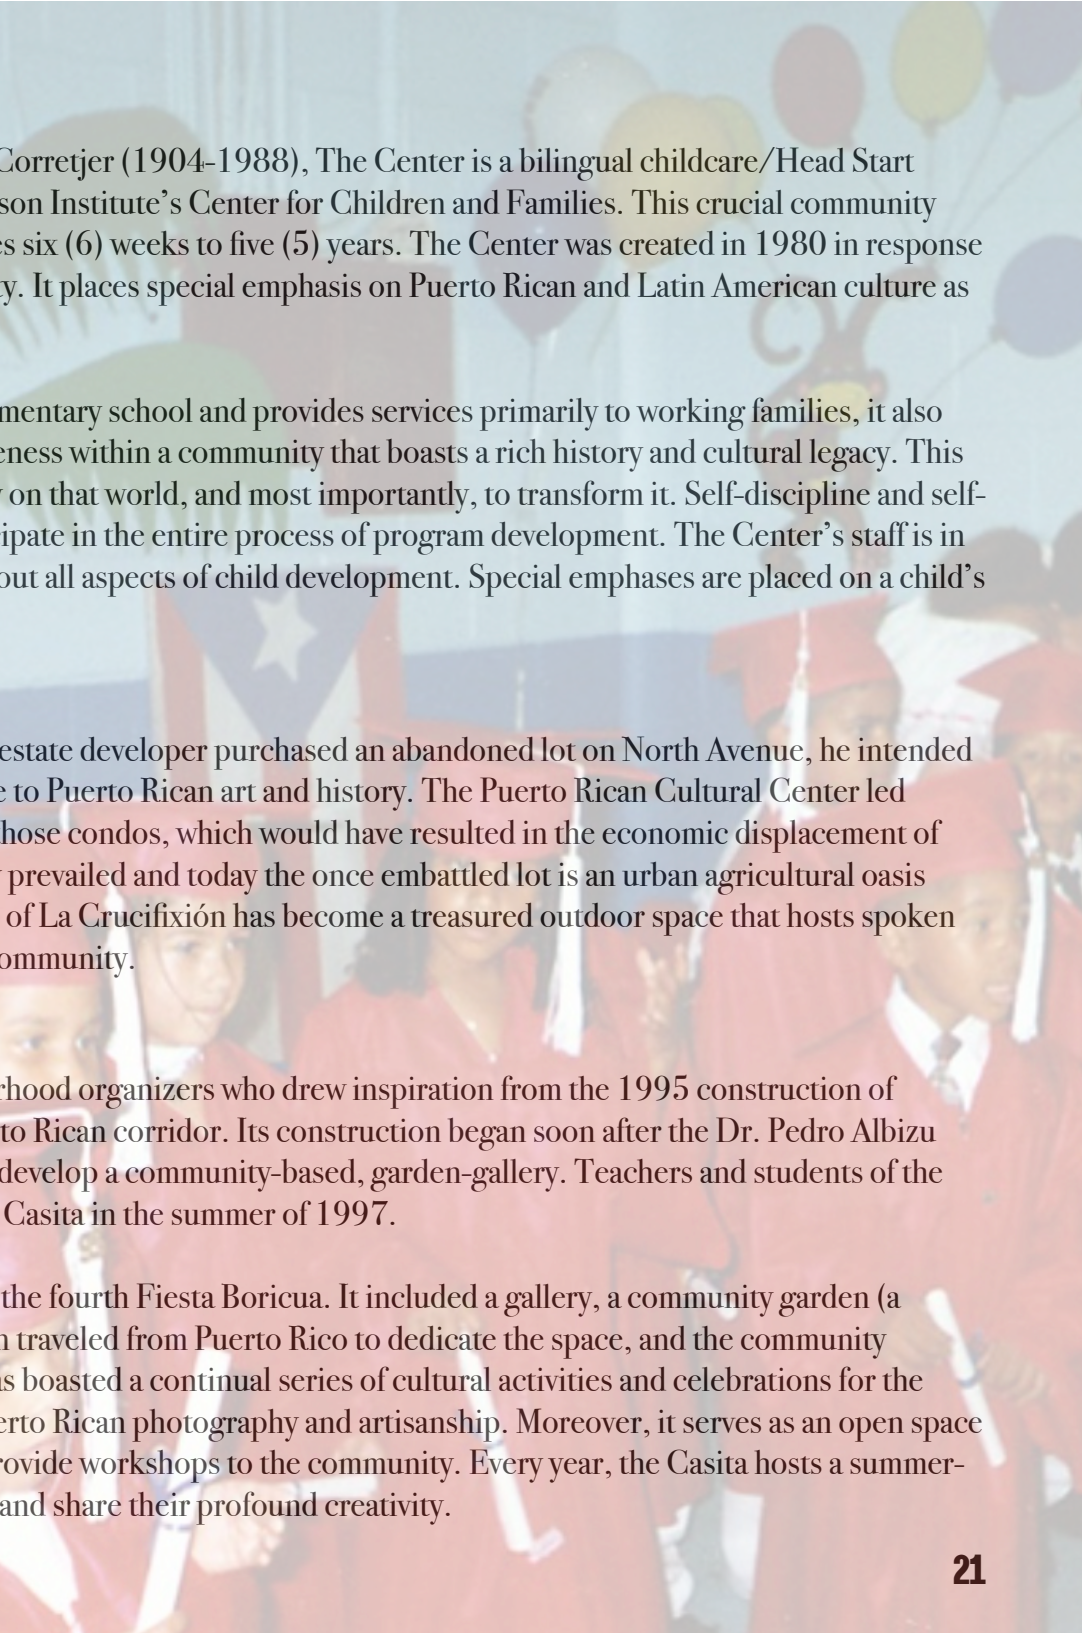 Corretjer (1904-1988), The Center is a bilingual childcare/Head Start
son Institute's Center for Children and Families. This crucial community
es six (6) weeks to five (5) years. The Center was created in 1980 in response
ty. It places special emphasis on Puerto Rican and Latin American culture as
mentary school and provides services primarily to working families, it also
eness within a community that boasts a rich history and cultural legacy. This
y on that world, and most importantly, to transform it. Self-discipline and self-
cipate in the entire process of program development. The Center's staff is in
out all aspects of child development. Special emphases are placed on a child's
estate developer purchased an abandoned lot on North Avenue, he intended
e to Puerto Rican art and history. The Puerto Rican Cultural Center led
those condos, which would have resulted in the economic displacement of
y prevailed and today the once embattled lot is an urban agricultural oasis
of La Crucifixión has become a treasured outdoor space that hosts spoken
ommunity.
rhood organizers who drew inspiration from the 1995 construction of
to Rican corridor. Its construction began soon after the Dr. Pedro Albizu
develop a community-based, garden-gallery. Teachers and students of the
Casita in the summer of 1997.
the fourth Fiesta Boricua. It included a gallery, a community garden (a
n traveled from Puerto Rico to dedicate the space, and the community
as boasted a continual series of cultural activities and celebrations for the
erto Rican photography and artisanship. Moreover, it serves as an open space
rovide workshops to the community. Every year, the Casita hosts a summer-
and share their profound creativity.
21